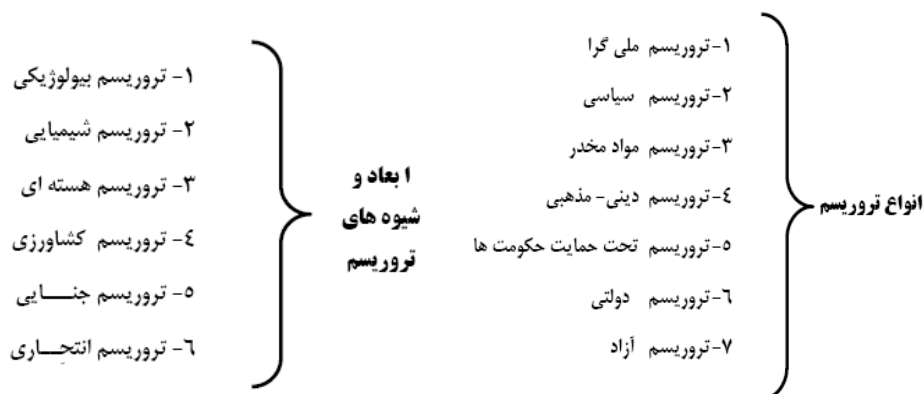 انواع تروریسم
۱-تروریسم ملی گرا
۲-تروریسم سیاسی
۳-تروریسم مواد مخدر
٤-تروریسم دینی- مذهبی
٥-تروریسم تحت حمایت حکومت ها
٦-تروریسم دولتی
۷-تروریسم آزاد
ابعاد و
شیوه های
تروریسم
۱- تروریسم بیولوژیکی
۲- تروریسم شیمیایی
۳- تروریسم هسته ای
٤- تروریسم کشاورزی
٥- تروریسم جنـــایی
٦- تروریسم انتحـــاری